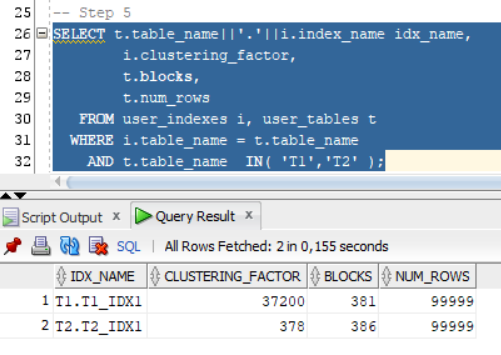 25 -- Step 5
26 SELECT t.table_name||'.'||i.index_name idx_name,
27 i.clustering_factor,
28 t.blocks,
29 t.num_rows
30 FROM user_indexes i, user_tables t
31 WHERE i.table_name = t.table_name
32 AND t.table_name IN( 'T1','T2' );
Script Output x Query Result x
SQL | All Rows Fetched: 2 in 0,155 seconds
IDX_NAME CLUSTERING_FACTOR BLOCKS NUM_ROWS
1 T1.T1_IDX1 37200 381 99999
2 T2.T2_IDX1 378 386 99999